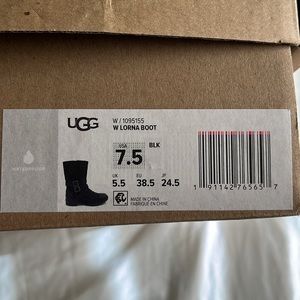 UGG
W / 1095155
W LORNA BOOT
USA
BLK
7.5
UK EU JP
5.5 38.5 24.5
MADE IN CHINA
FABRIQUÉ EN CHINE
1 91142 76565 7